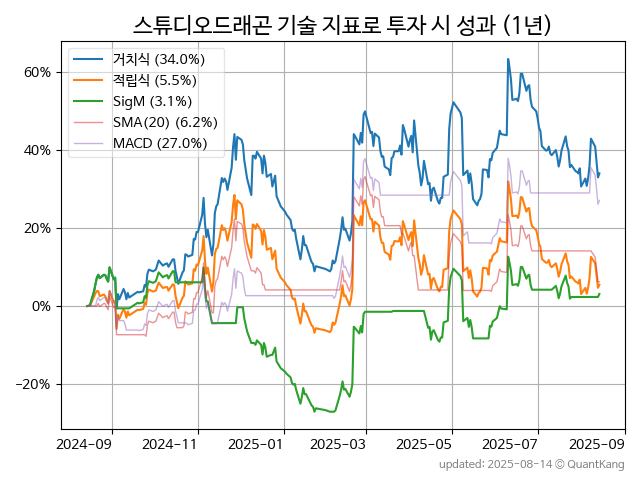 스튜디오드래곤 기술 지표로 투자 시 성과 (1년)
거치식 (34.0%)
적립식 (5.5%)
SigM (3.1%)
SMA(20) (6.2%)
MACD (27.0%)
60%
40%
20%
0%
−20%
2024-09 2024-11 2025-01 2025-03 2025-05 2025-07 2025-09
updated: 2025-08-14 © QuantKang